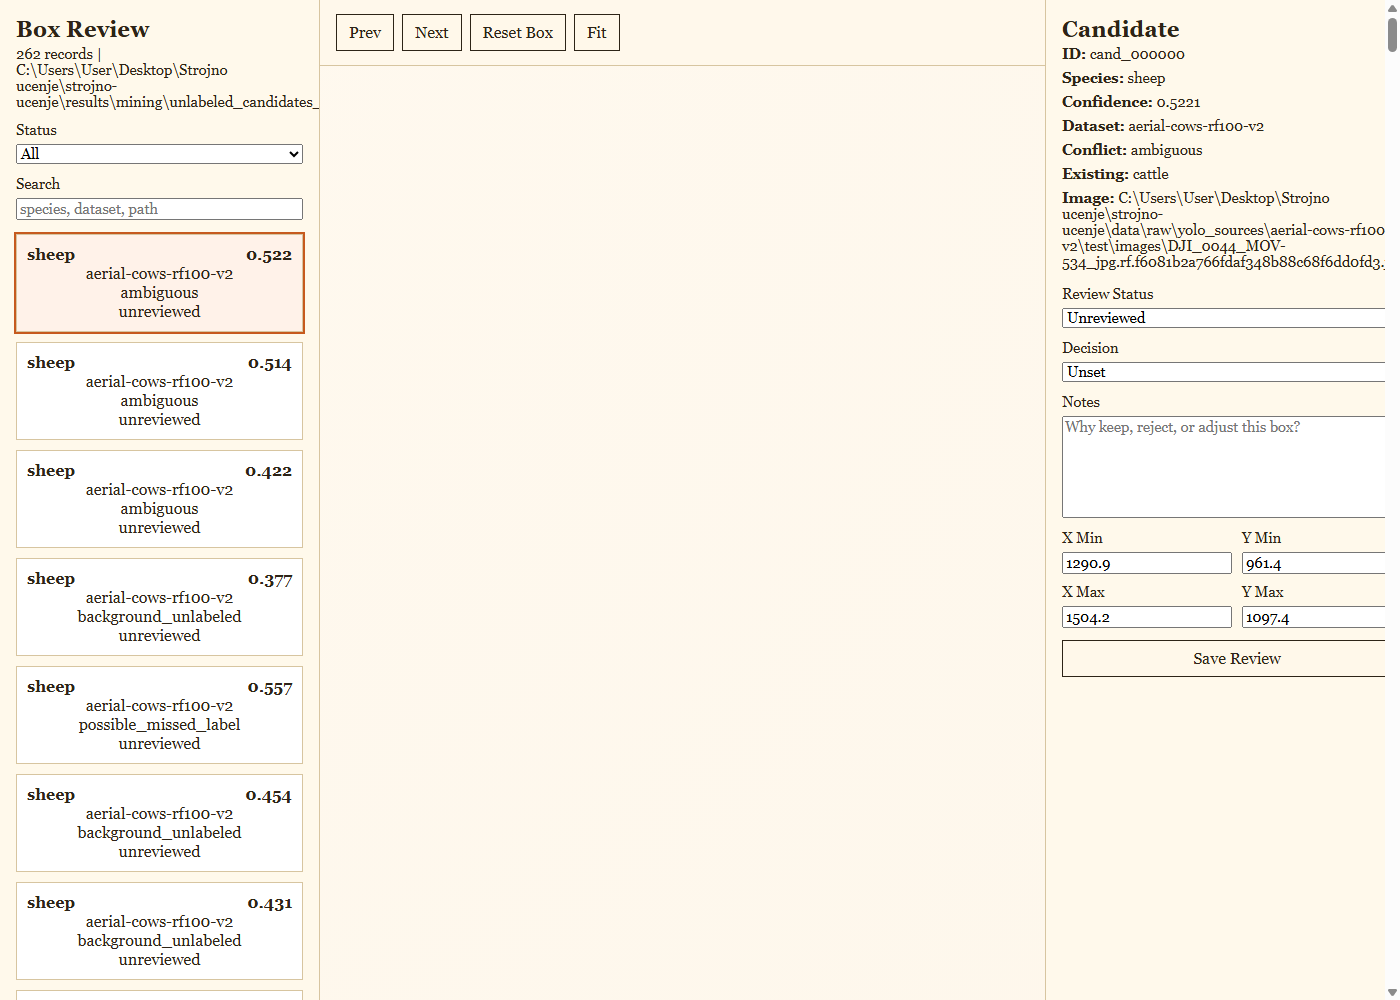 Box Review
262 records |
C:\Users\User\Desktop\Strojno
ucenje\strojno-
ucenje\results\mining\unlabeled_candidates_
Status
All
Search
species, dataset, path
sheep 0.522
aerial-cows-rf100-v2
ambiguous
unreviewed
sheep 0.514
aerial-cows-rf100-v2
ambiguous
unreviewed
sheep 0.422
aerial-cows-rf100-v2
ambiguous
unreviewed
sheep 0.377
aerial-cows-rf100-v2
background_unlabeled
unreviewed
sheep 0.557
aerial-cows-rf100-v2
possible_missed_label
unreviewed
sheep 0.454
aerial-cows-rf100-v2
background_unlabeled
unreviewed
sheep 0.431
aerial-cows-rf100-v2
background_unlabeled
unreviewed
Prev Next Reset Box Fit
Candidate
ID: cand_000000
Species: sheep
Confidence: 0.5221
Dataset: aerial-cows-rf100-v2
Conflict: ambiguous
Existing: cattle
Image: C:\Users\User\Desktop\Strojno
ucenje\strojno-
ucenje\data\raw\yolo_sources\aerial-cows-rf100
v2\test\images\DJI_0044_MOV-
534_jpg.rf.f6081b2a766fdaf348b88c68f6dd0fd3.
Review Status
Unreviewed
Decision
Unset
Notes
Why keep, reject, or adjust this box?
X Min Y Min
1290.9 961.4
X Max Y Max
1504.2 1097.4
Save Review